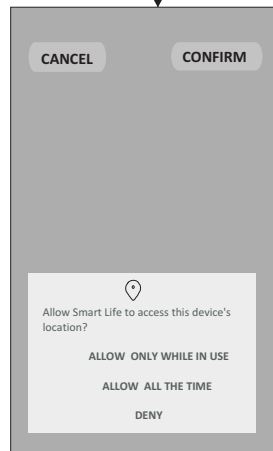 CANCEL
CONFIRM
Allow Smart Life to access this device's
location?
ALLOW ONLY WHILE IN USE
ALLOW ALL THE TIME
DENY